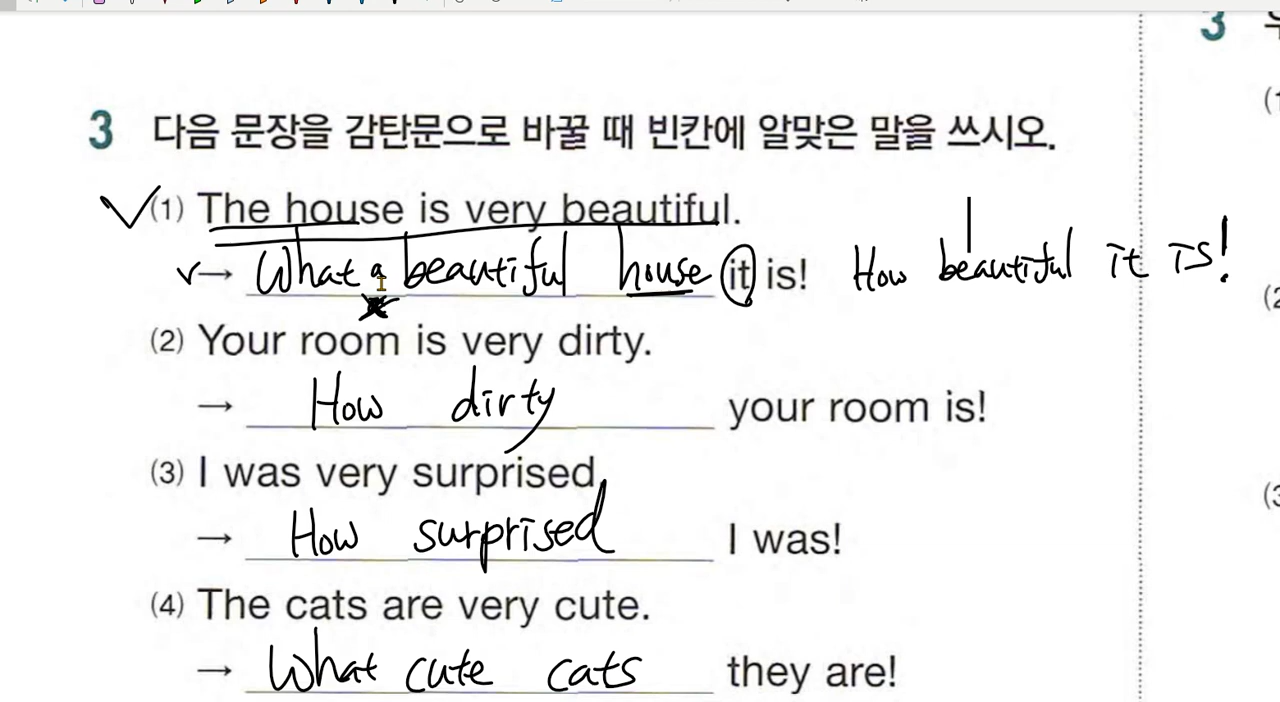 3 다음 문장을 감탄문으로 바꿀 때 빈칸에 알맞은 말을 쓰시오.
(1) The house is very beautiful.
→ What a beautiful house it is! How beautiful it is!
(2) Your room is very dirty.
→ How dirty your room is!
(3) I was very surprised.
→ How surprised I was!
(4) The cats are very cute.
→ What cute cats they are!
3
(1
(2
(3